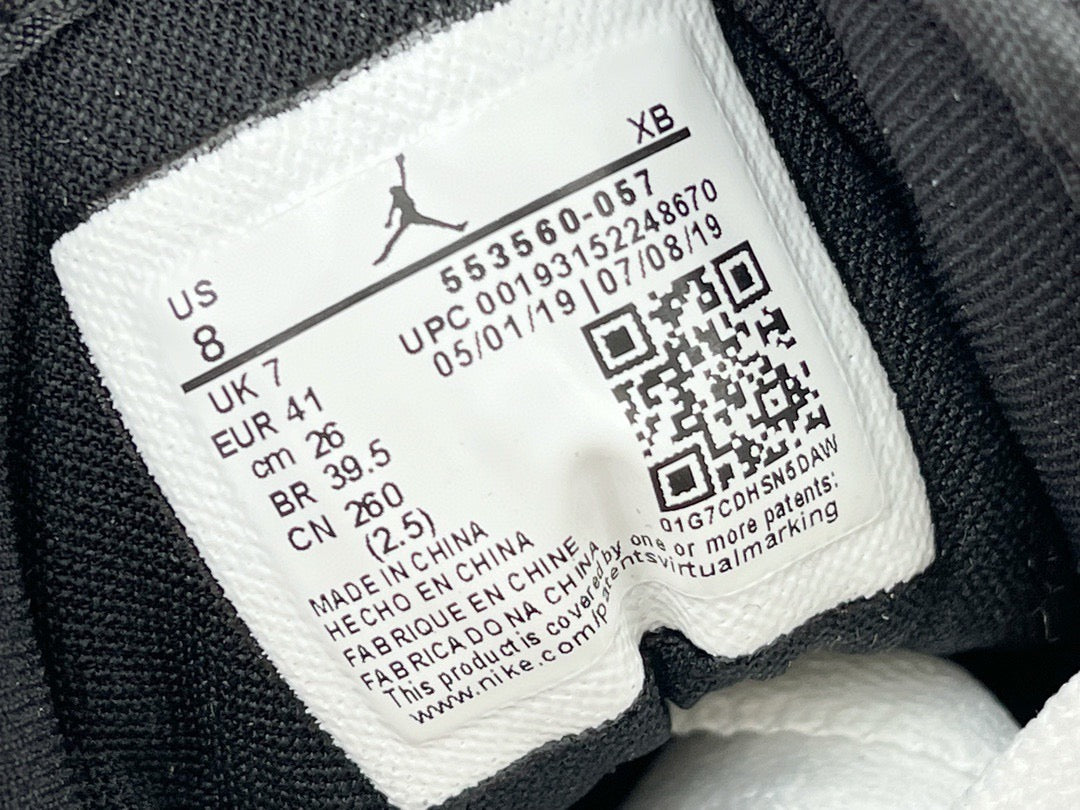 XB
US
8
553560-057
UPC 00193152248670
05/01/19 | 07/08/19
UK 7
EUR 41
cm 26
BR 39.5
CN 260
(2.5)
01G7CDHSN5DAW
MADE IN CHINA
HECHO EN CHINA
FABRIQUE EN CHINE
FABRICADO NA CHINA
This product is covered by one or more patents:
www.nike.com/patentsvirtualmarking